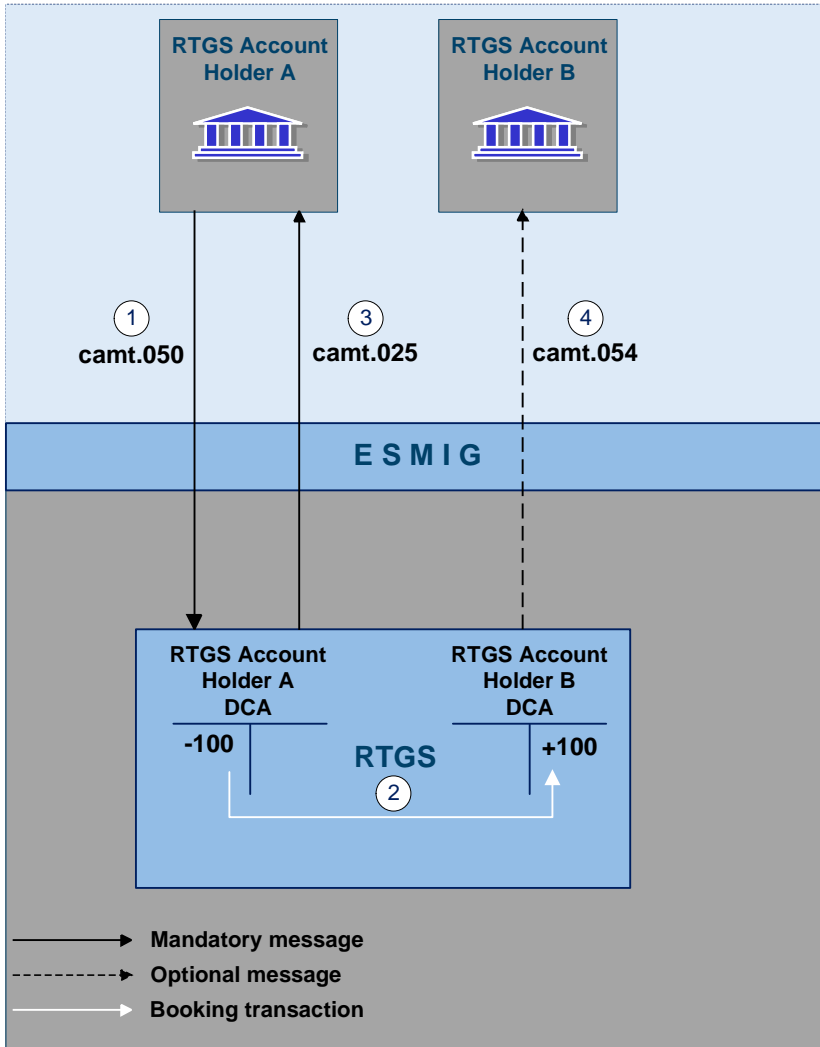 RTGS Account
Holder A
RTGS Account
Holder B
1
camt.050
3
camt.025
4
camt.054
E S M I G
RTGS Account
Holder A
DCA
RTGS Account
Holder B
DCA
-100
+100
RTGS
2
Mandatory message
Optional message
Booking transaction